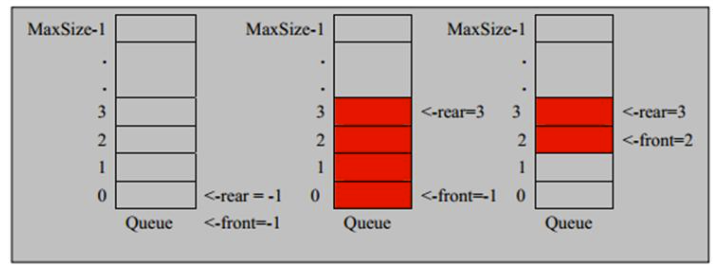 MaxSize-1 MaxSize-1 MaxSize-1
. . .
. . .
3 3 <-rear=3 3 <-rear=3
2 2 2 <-front=2
1 1 1
0 <-rear = -1 0 <-front=-1 0
Queue <-front=-1 Queue Queue